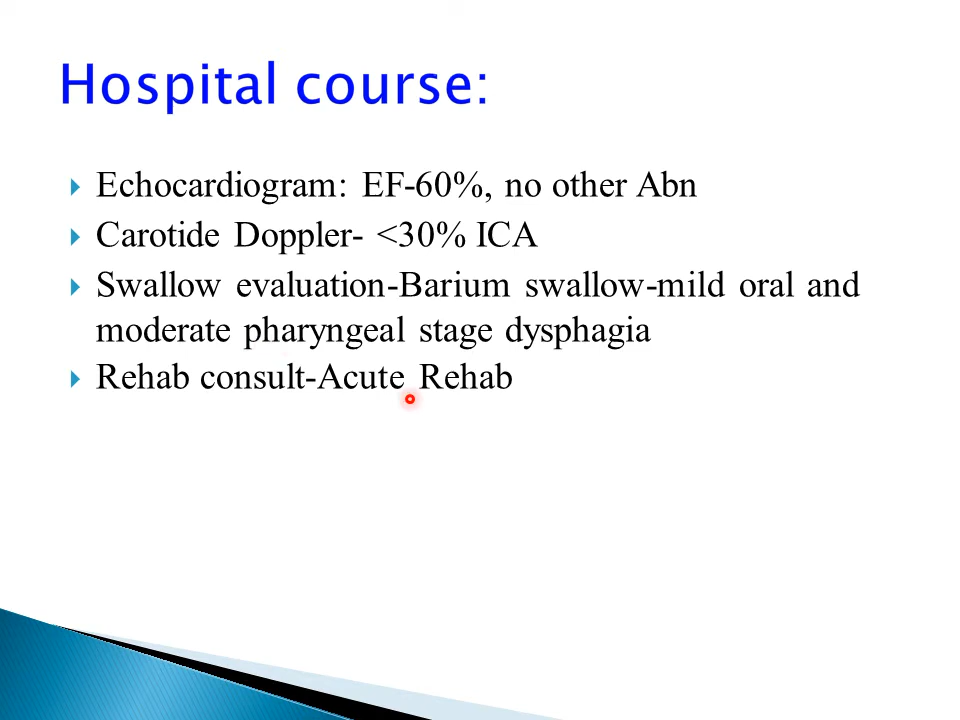 Hospital course:
Echocardiogram: EF-60%, no other Abn
Carotide Doppler- <30% ICA
Swallow evaluation-Barium swallow-mild oral and
moderate pharyngeal stage dysphagia
Rehab consult-Acute Rehab